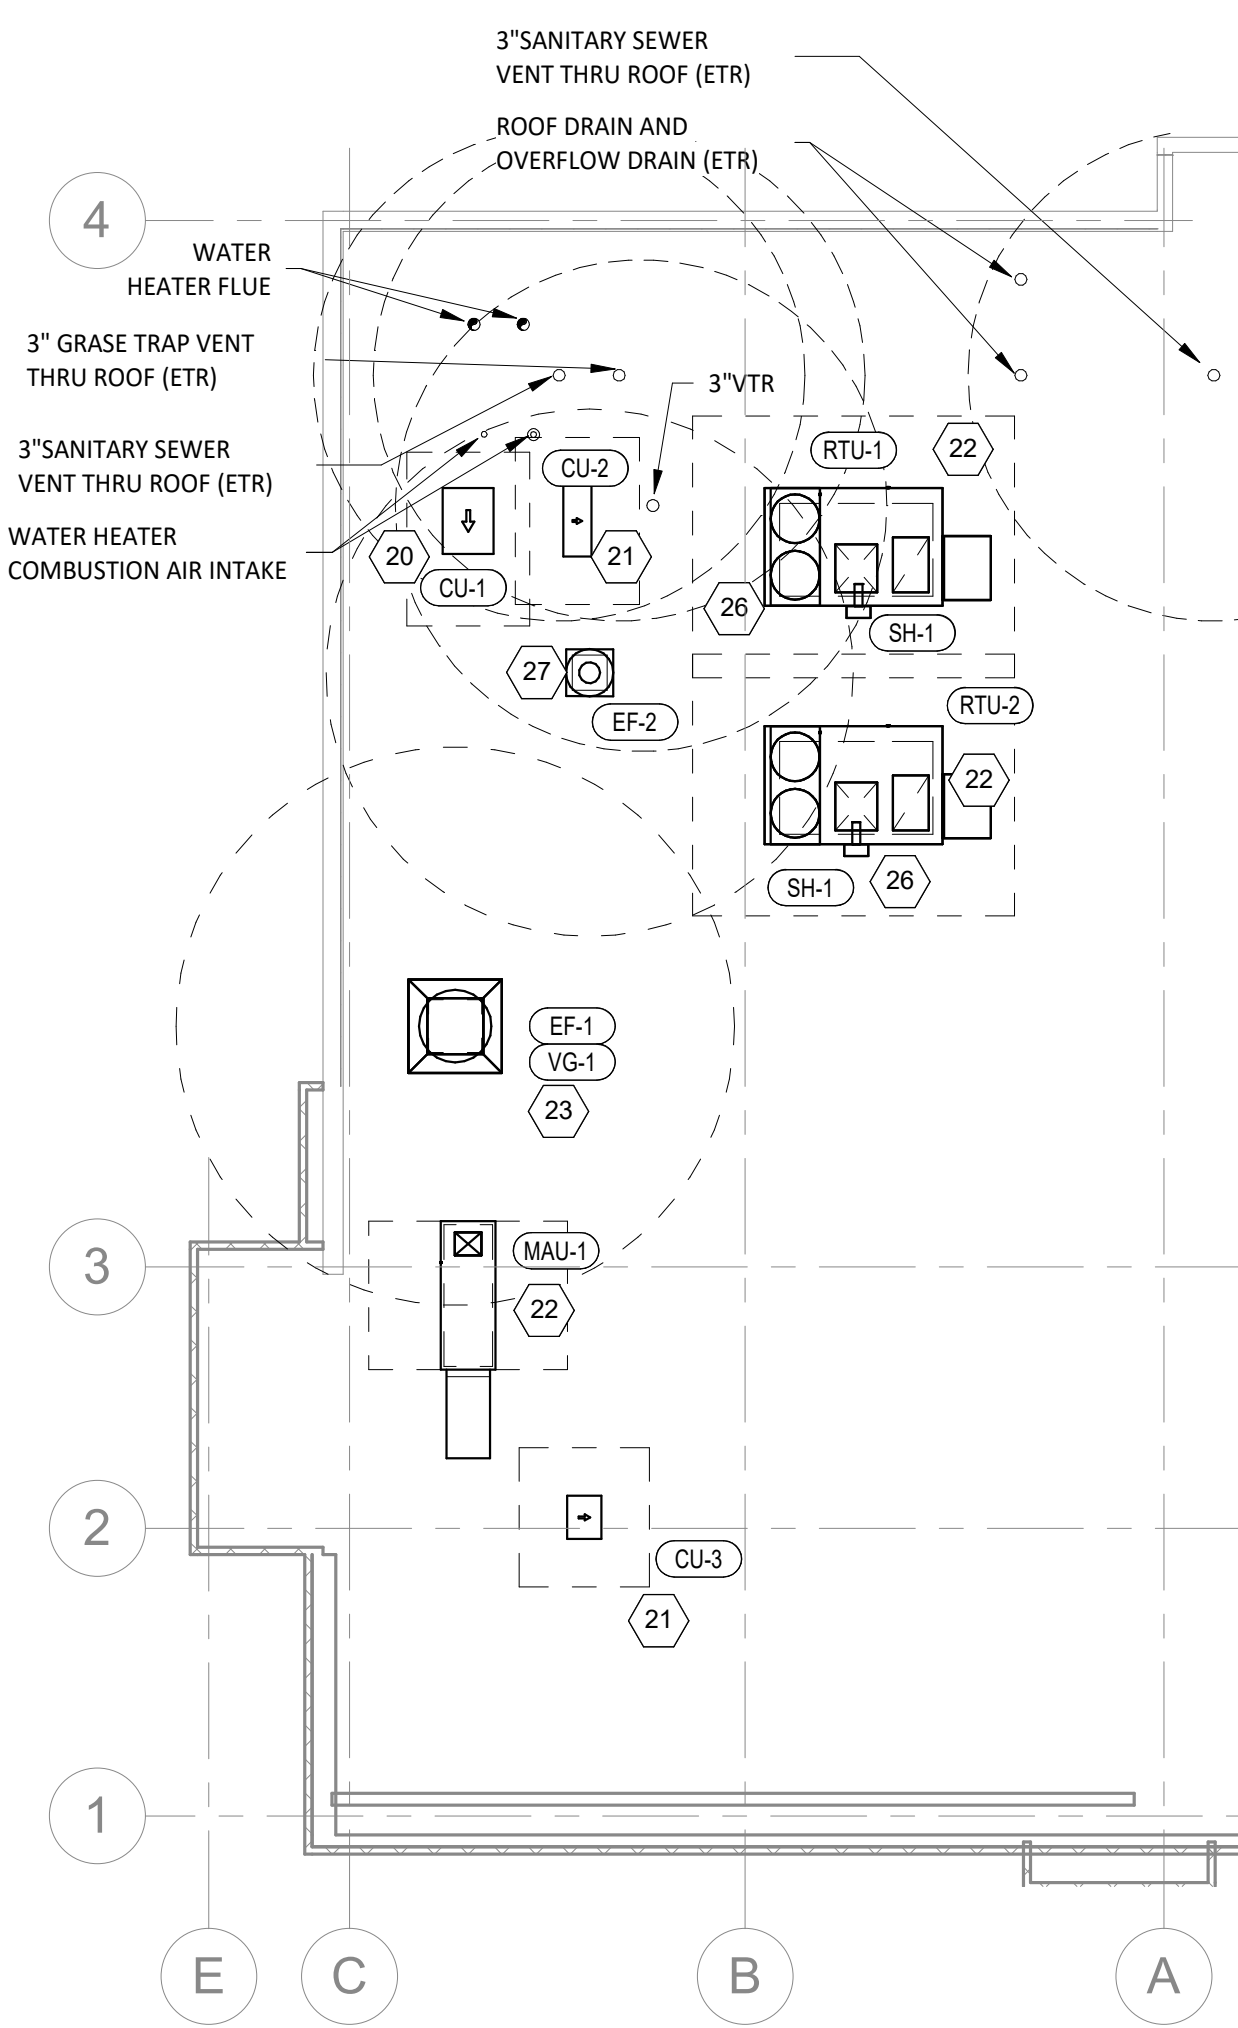 3"SANITARY SEWER
VENT THRU ROOF (ETR)
ROOF DRAIN AND
OVERFLOW DRAIN (ETR)
4
WATER
HEATER FLUE
3" GRASE TRAP VENT
THRU ROOF (ETR)
3"VTR
3"SANITARY SEWER
VENT THRU ROOF (ETR)
WATER HEATER
COMBUSTION AIR INTAKE
RTU-1
22
CU-2
20
21
CU-1
26
SH-1
27
EF-2
RTU-2
22
SH-1
26
EF-1
VG-1
23
MAU-1
3
22
2
CU-3
21
1
E
C
B
A